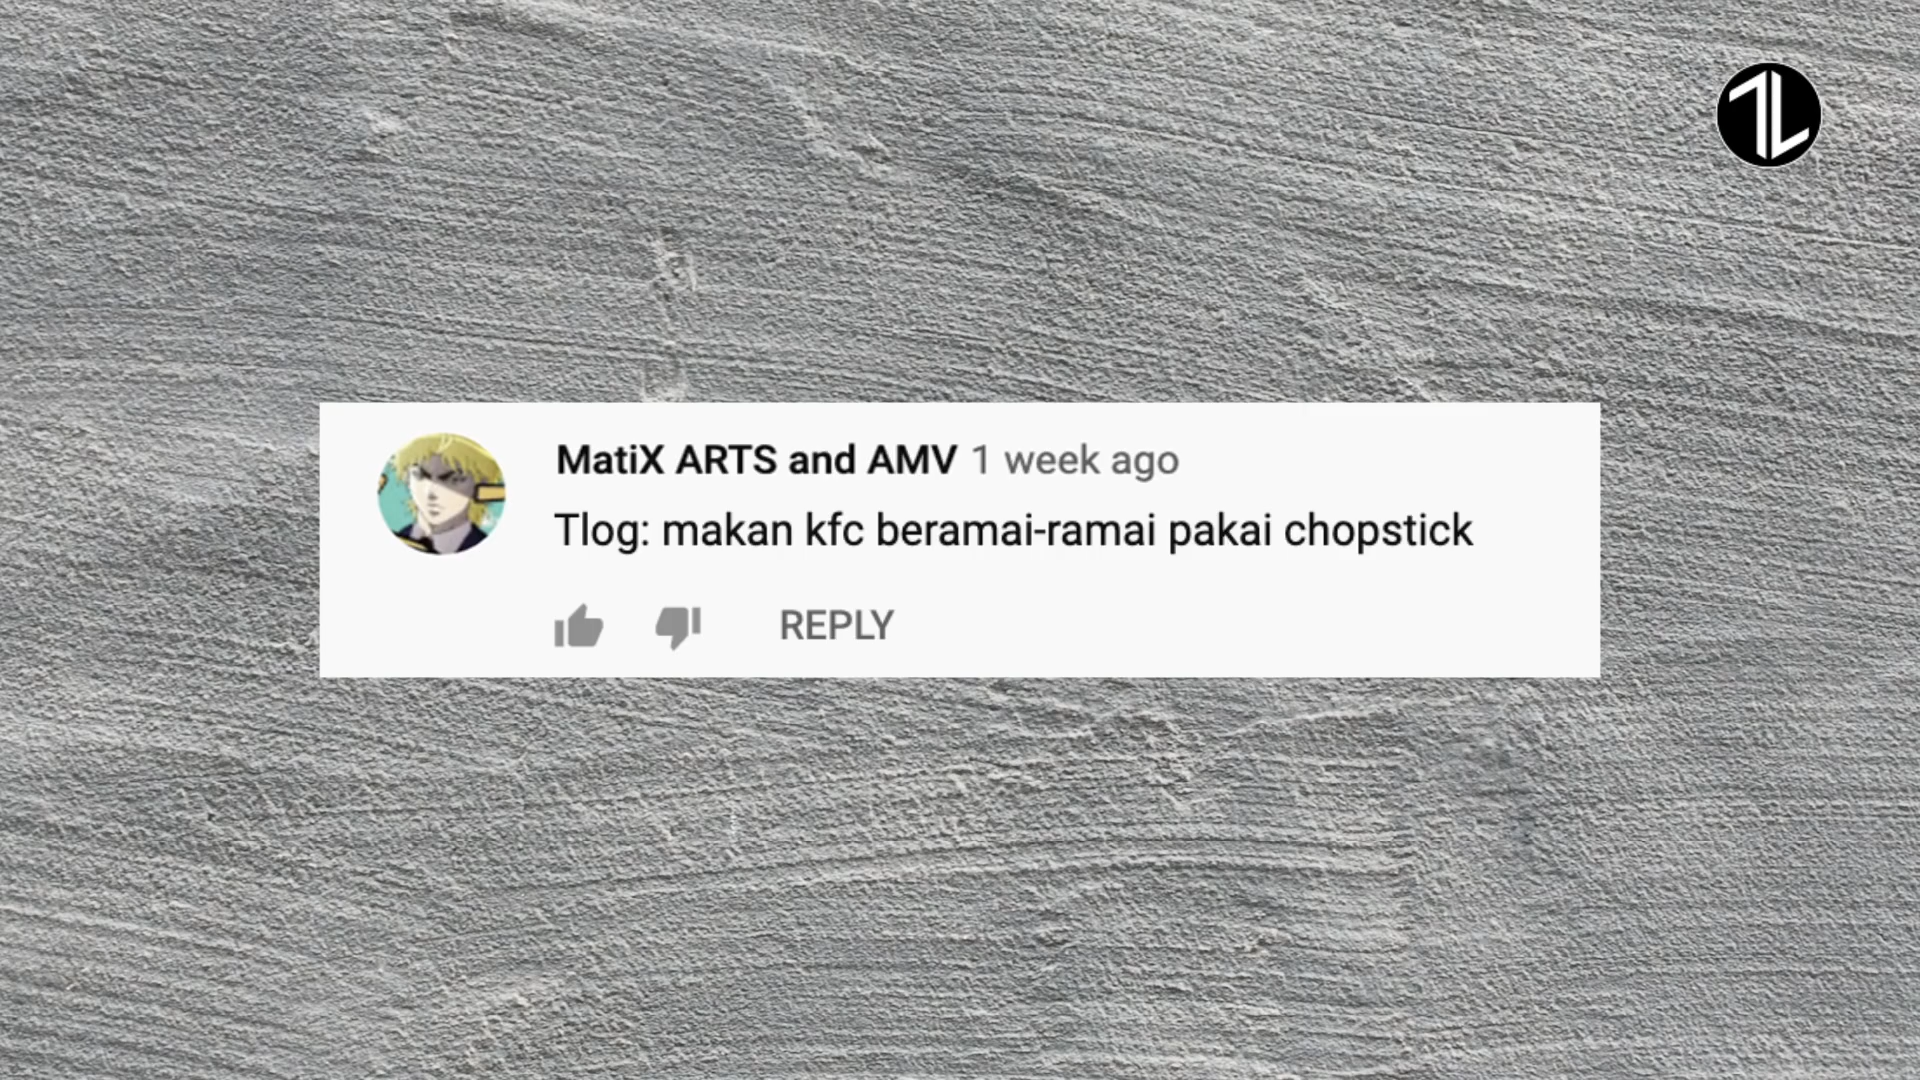 MatiX ARTS and AMV 1 week ago
Tlog: makan kfc beramai-ramai pakai chopstick
REPLY